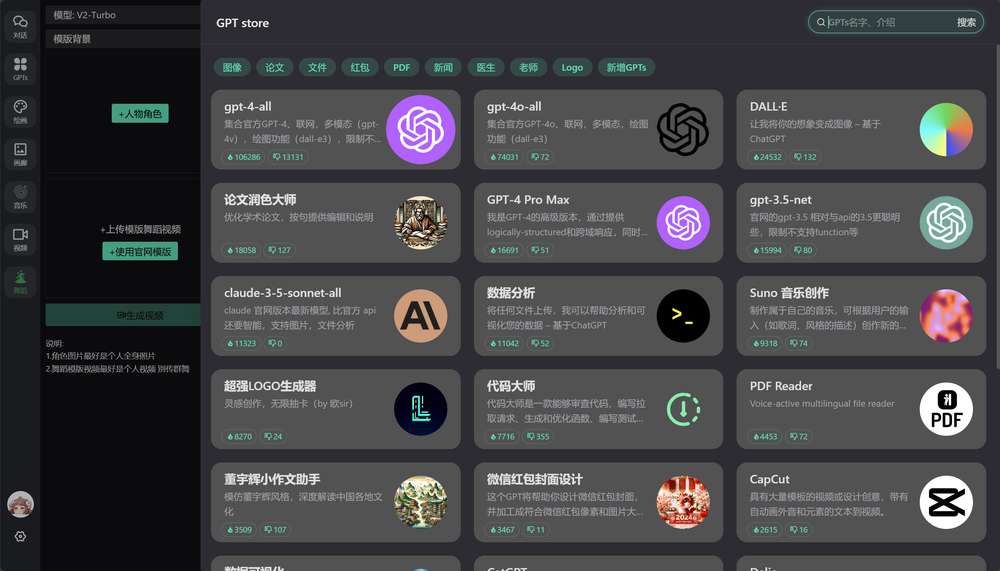 对话
GPTs
绘画
画廊
音乐
视频
舞蹈
模型: V2-Turbo
模版背景
+人物角色
+上传模版舞蹈视频
+使用官网模版
生成视频
说明:
1.角色图片最好是个人全身照片
2.舞蹈模版视频最好是个人视频 别传群舞
GPT store
GPTs名字、介绍
搜索
图像
论文
文件
红包
PDF
新闻
医生
老师
Logo
新增GPTs
gpt-4-all
集合官方GPT-4，联网，多模态（gpt-
4v），绘图功能（dall-e3），限制不...
106286
13131
gpt-4o-all
集合官方GPT-4o，联网，多模态，绘图
功能（dall-e3）
74031
72
DALL·E
让我将你的想象变成图像 – 基于
ChatGPT
24532
132
论文润色大师
优化学术论文，按句提供编辑和说明
18058
127
GPT-4 Pro Max
我是GPT-4的高级版本，通过提供
logically-structured和跨域响应，同时...
16691
51
gpt-3.5-net
官网的gpt-3.5 相对与api的3.5更聪明
些，限制不支持function等
15994
80
claude-3-5-sonnet-all
claude 官网版本最新模型, 比官方 api
还要智能，支持图片，文件分析
11323
0
数据分析
将任何文件上传，我可以帮助分析和可
视化您的数据 – 基于ChatGPT
11042
52
Suno 音乐创作
制作属于自己的音乐，可根据用户的输
入（如歌词、风格的描述）创作新的...
9318
74
超强LOGO生成器
灵感创作，无限抽卡（by 欧sir）
8270
24
代码大师
代码大师是一款能够审查代码、编写拉
取请求、生成和优化函数、编写测试...
7716
355
PDF Reader
Voice-active multilingual file reader
PDF
4453
72
董宇辉小作文助手
模仿董宇辉风格，深度解读中国各地文
化
3509
107
微信红包封面设计
这个GPT将帮助你设计微信红包封面，
并加工成符合微信红包像素和图片大...
2024
3467
11
CapCut
具有大量模板的视频或设计创意，带有
自动画外音和元素的文本到视频。
2615
16
数据可视化
CatGPT